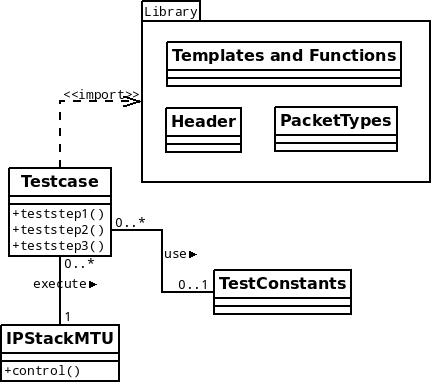 Library
Templates and Functions
<<import>>
Header
PacketTypes
Testcase
+teststep1()
+teststep2()
+teststep3()
0..*
use
0..*
execute
0..1
TestConstants
1
IPStackMTU
+control()